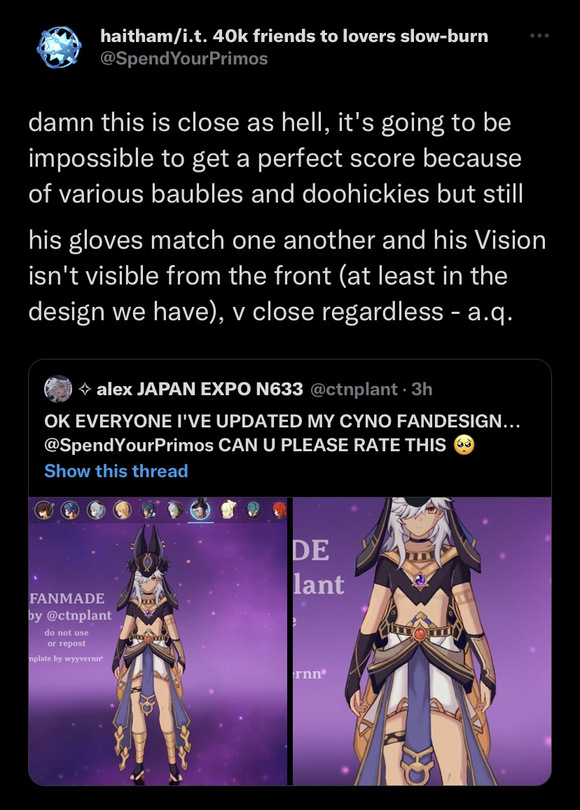 haitham/i.t. 40k friends to lovers slow-burn
@SpendYourPrimos
damn this is close as hell, it's going to be
impossible to get a perfect score because
of various baubles and doohickies but still
his gloves match one another and his Vision
isn't visible from the front (at least in the
design we have), v close regardless - a.q.
✧ alex JAPAN EXPO N633 @ctnplant · 3h
OK EVERYONE I'VE UPDATED MY CYNO FANDESIGN...
@SpendYourPrimos CAN U PLEASE RATE THIS 🥺
Show this thread
FANMADE
by @ctnplant
do not use
or repost
mplate by wyyvernn*
DE
lant
e
rnn*